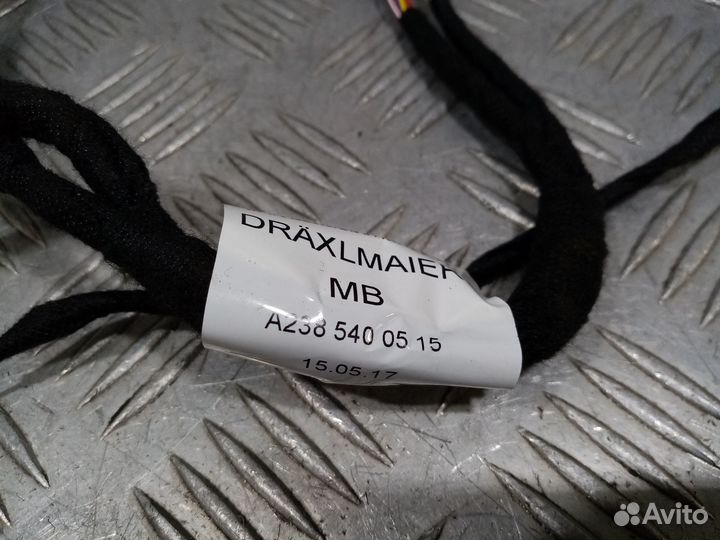 DRÄXLMAIER
MB
A238 540 05 15
15.05.17
Avito